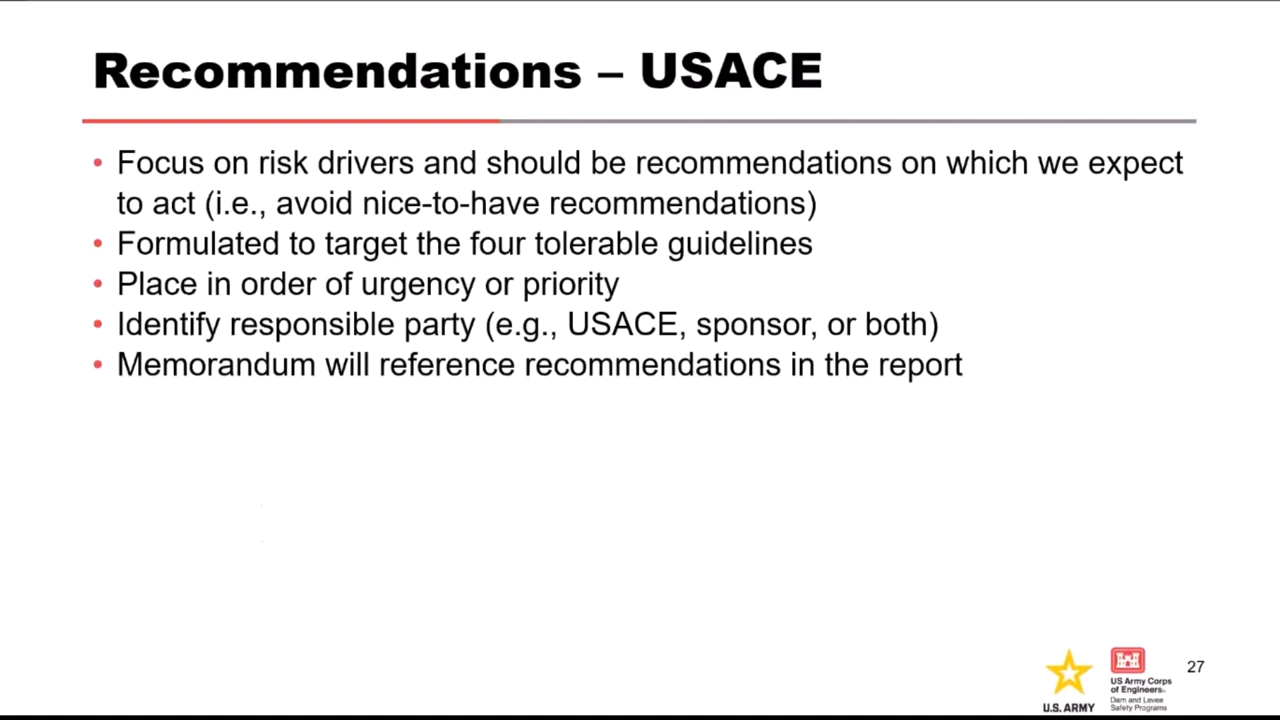 Recommendations – USACE
• Focus on risk drivers and should be recommendations on which we expect
to act (i.e., avoid nice-to-have recommendations)
• Formulated to target the four tolerable guidelines
• Place in order of urgency or priority
• Identify responsible party (e.g., USACE, sponsor, or both)
• Memorandum will reference recommendations in the report
U.S. ARMY
US Army Corps
of Engineers®
Dam and Levee
Safety Programs
27